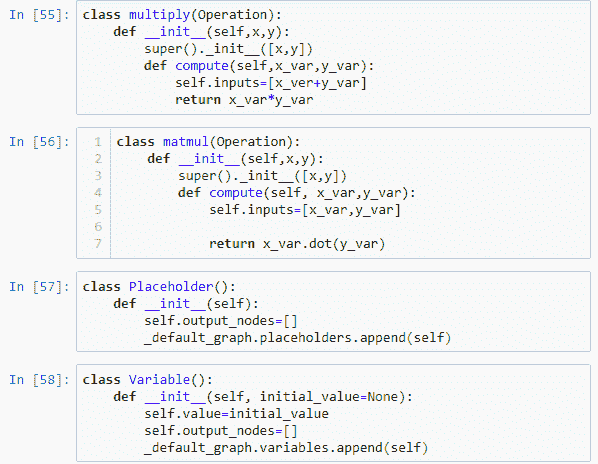 In [55]: class multiply(Operation):
def __init__(self,x,y):
super()._init__([x,y])
def compute(self,x_var,y_var):
self.inputs=[x_ver+y_var]
return x_var*y_var
In [56]: 1 class matmul(Operation):
2 def __init__(self,x,y):
3 super()._init__([x,y])
4 def compute(self, x_var,y_var):
5 self.inputs=[x_var,y_var]
6
7 return x_var.dot(y_var)
In [57]: class Placeholder():
def __init__(self):
self.output_nodes=[]
_default_graph.placeholders.append(self)
In [58]: class Variable():
def __init__(self, initial_value=None):
self.value=initial_value
self.output_nodes=[]
_default_graph.variables.append(self)